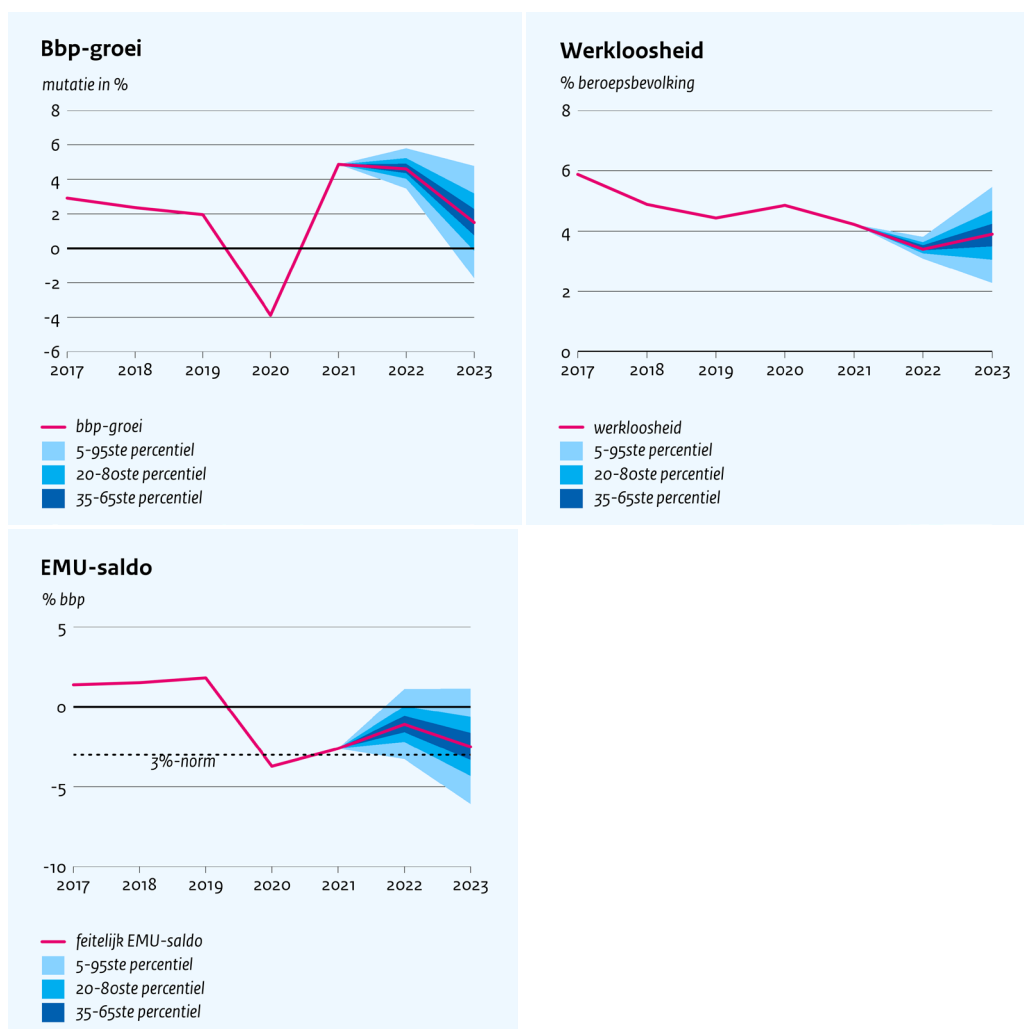 Bbp-groei
mutatie in %
8
6
4
2
0
-2
-4
-6
2017 2018 2019 2020 2021 2022 2023
bbp-groei
5-95ste percentiel
20-80ste percentiel
35-65ste percentiel
Werkloosheid
% beroepsbevolking
8
6
4
2
0
2017 2018 2019 2020 2021 2022 2023
werkloosheid
5-95ste percentiel
20-80ste percentiel
35-65ste percentiel
EMU-saldo
% bbp
5
0
3%-norm
-5
-10
2017 2018 2019 2020 2021 2022 2023
feitelijk EMU-saldo
5-95ste percentiel
20-80ste percentiel
35-65ste percentiel